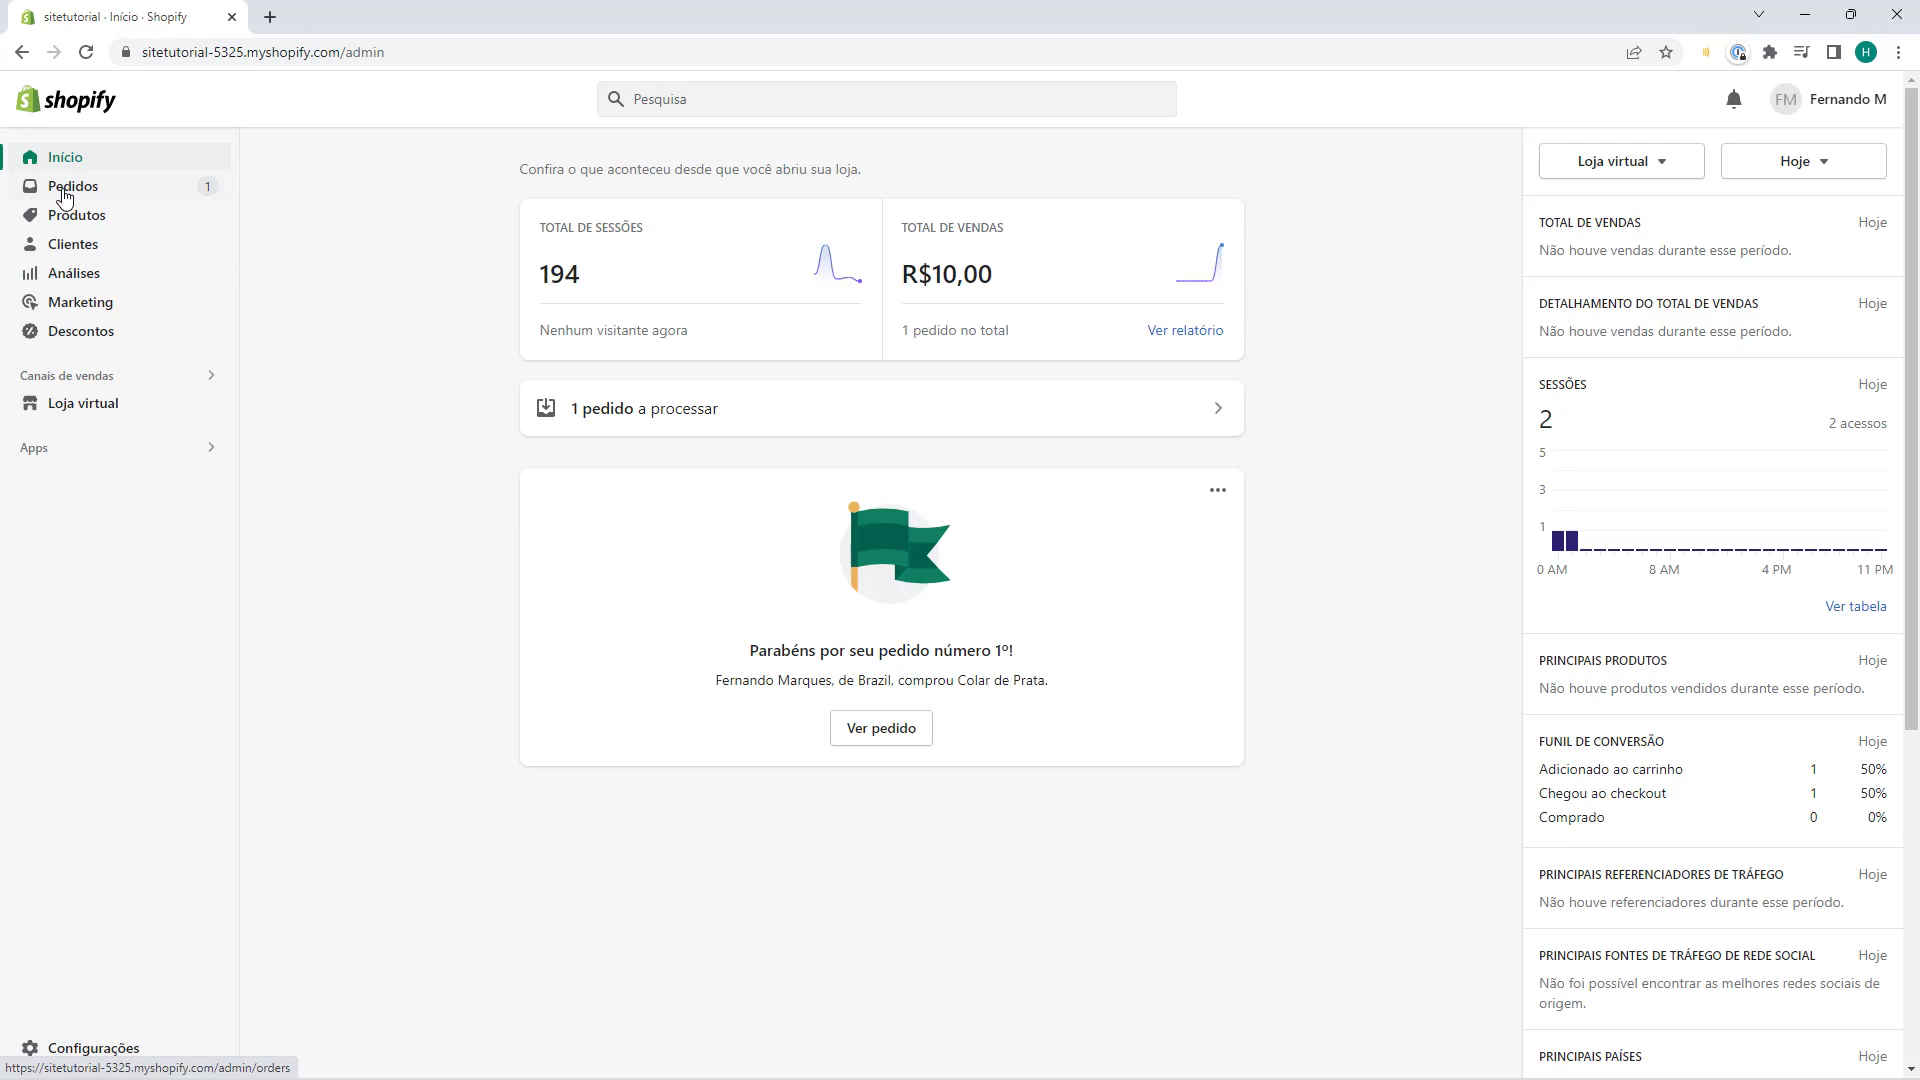 sitetutorial · Início · Shopify
sitetutorial-5325.myshopify.com/admin
H
shopify
Pesquisa
FM
Fernando M
Início
Pedidos
1
Produtos
Clientes
Análises
Marketing
Descontos
Canais de vendas
Loja virtual
Apps
Configurações
https://sitetutorial-5325.myshopify.com/admin/orders
Confira o que aconteceu desde que você abriu sua loja.
TOTAL DE SESSÕES
194
Nenhum visitante agora
TOTAL DE VENDAS
R$10,00
1 pedido no total
Ver relatório
1 pedido a processar
Parabéns por seu pedido número 1º!
Fernando Marques, de Brazil, comprou Colar de Prata.
Ver pedido
Loja virtual
Hoje
TOTAL DE VENDAS
Hoje
Não houve vendas durante esse período.
DETALHAMENTO DO TOTAL DE VENDAS
Hoje
Não houve vendas durante esse período.
SESSÕES
Hoje
2
2 acessos
5
3
1
0 AM
8 AM
4 PM
11 PM
Ver tabela
PRINCIPAIS PRODUTOS
Hoje
Não houve produtos vendidos durante esse período.
FUNIL DE CONVERSÃO
Hoje
Adicionado ao carrinho 1 50%
Chegou ao checkout 1 50%
Comprado 0 0%
PRINCIPAIS REFERENCIADORES DE TRÁFEGO
Hoje
Não houve referenciadores durante esse período.
PRINCIPAIS FONTES DE TRÁFEGO DE REDE SOCIAL
Hoje
Não foi possível encontrar as melhores redes sociais de
origem.
PRINCIPAIS PAÍSES
Hoje